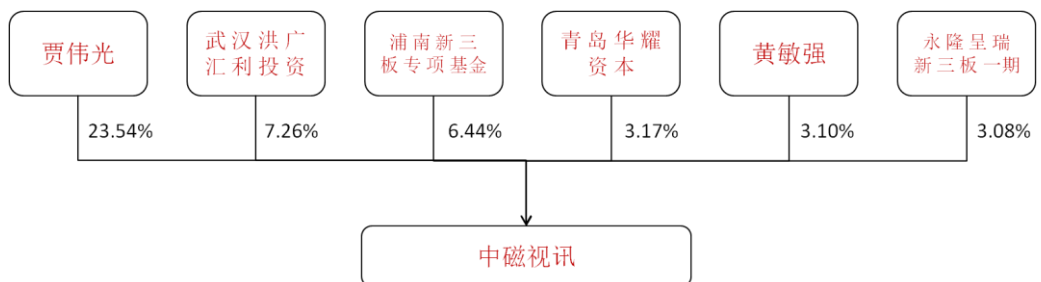 贾伟光
武汉洪广
汇利投资
浦南新三
板专项基金
青岛华耀
资本
黄敏强
永隆呈瑞
新三板一期
23.54%
7.26%
6.44%
3.17%
3.10%
3.08%
中磁视讯